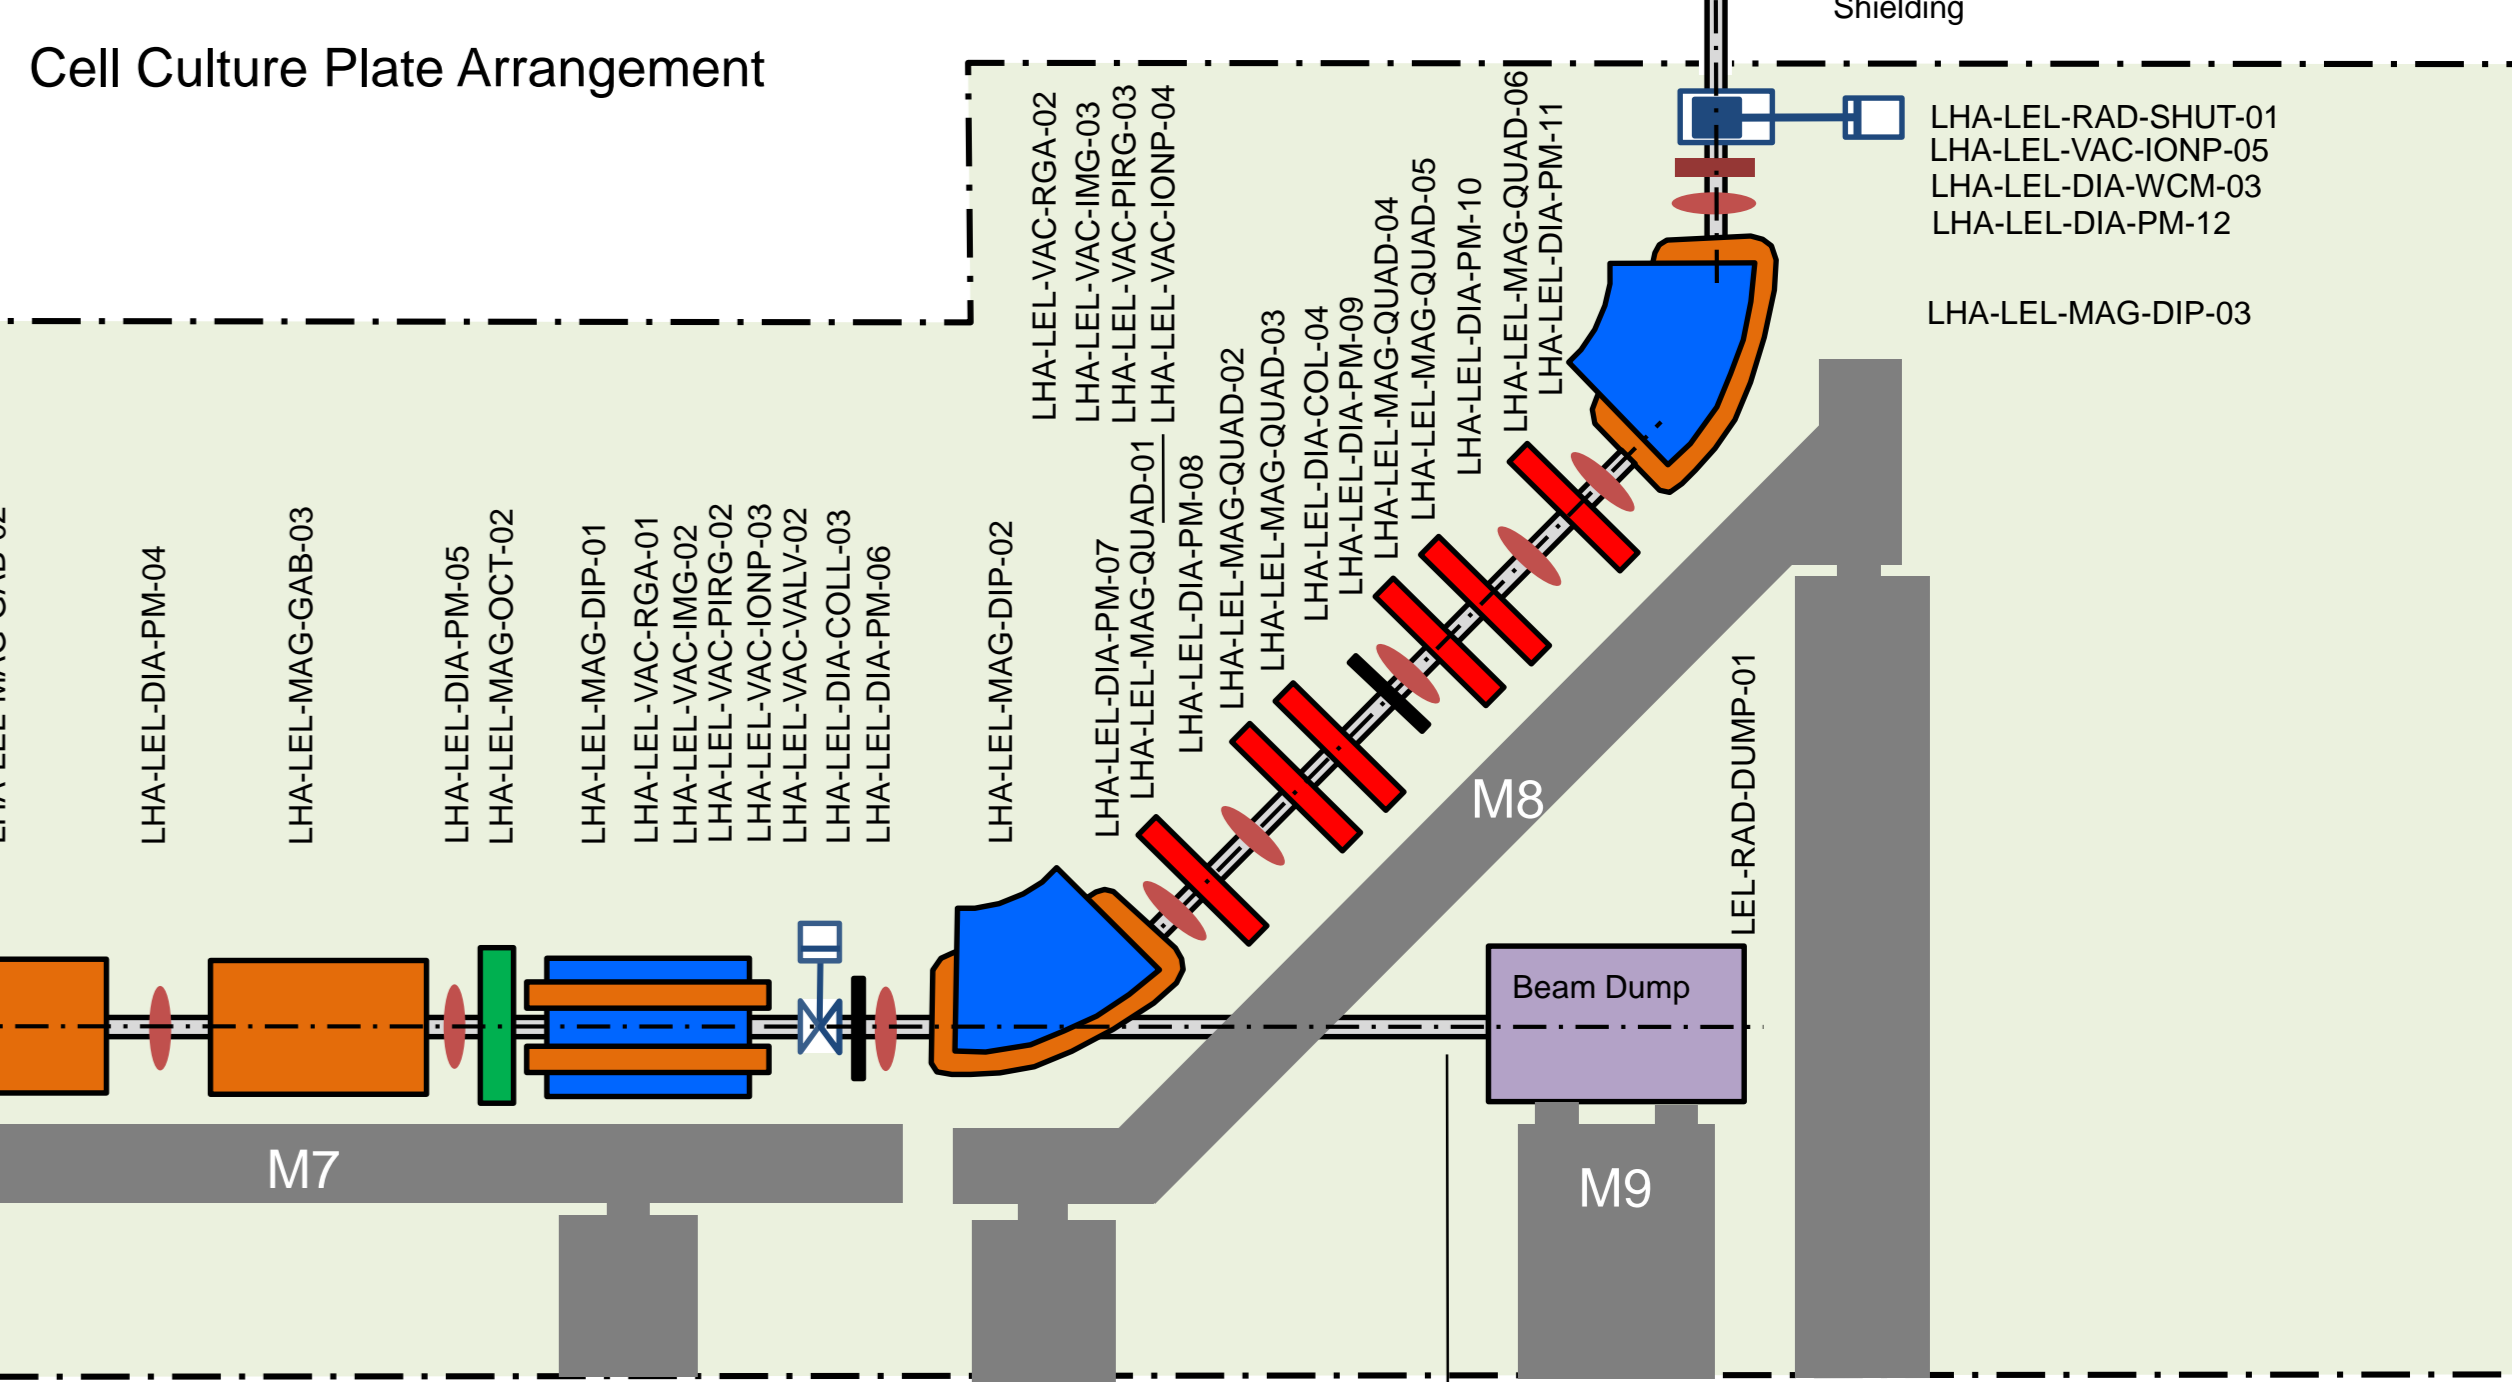 Shielding
Cell Culture Plate Arrangement
LHA-LEL-RAD-SHUT-01
LHA-LEL-VAC-IONP-05
LHA-LEL-DIA-WCM-03
LHA-LEL-DIA-PM-12
LHA-LEL-MAG-DIP-03
LHA-LEL-DIA-PM-04
LHA-LEL-MAG-GAB-03
LHA-LEL-DIA-PM-05
LHA-LEL-MAG-OCT-02
LHA-LEL-MAG-DIP-01
LHA-LEL-VAC-RGA-01
LHA-LEL-VAC-IMG-02
LHA-LEL-VAC-PIRG-02
LHA-LEL-VAC-IONP-03
LHA-LEL-VAC-VALV-02
LHA-LEL-DIA-COLL-03
LHA-LEL-DIA-PM-06
LHA-LEL-MAG-DIP-02
LHA-LEL-VAC-RGA-02
LHA-LEL-VAC-IMG-03
LHA-LEL-VAC-PIRG-03
LHA-LEL-VAC-IONP-04
LHA-LEL-DIA-PM-07
LHA-LEL-MAG-QUAD-01
LHA-LEL-DIA-PM-08
LHA-LEL-MAG-QUAD-02
LHA-LEL-MAG-QUAD-03
LHA-LEL-DIA-COL-04
LHA-LEL-DIA-PM-09
LHA-LEL-MAG-QUAD-04
LHA-LEL-MAG-QUAD-05
LHA-LEL-DIA-PM-10
LHA-LEL-MAG-QUAD-06
LHA-LEL-DIA-PM-11
LEL-RAD-DUMP-01
M8
Beam Dump
M7
M9